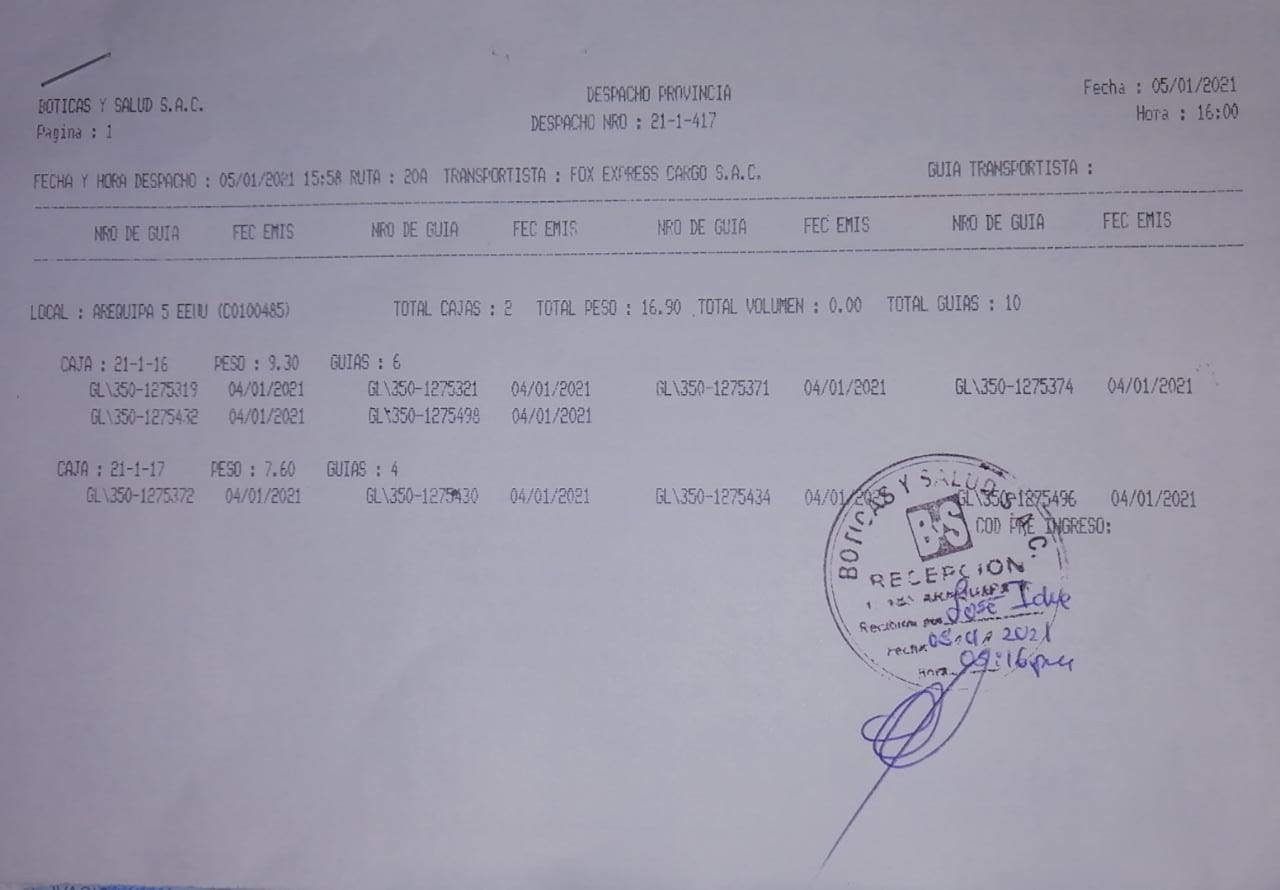 BOTICAS Y SALUD S.A.C.
DESPACHO PROVINCIA
Fecha : 05/01/2021
Pagina : 1
DESPACHO NRO : 21-1-417
Hora : 16:00
FECHA Y HORA DESPACHO : 05/01/2021 15:58 RUTA : 20A TRANSPORTISTA : FOX EXPRESS CARGO S.A.C. GUIA TRANSPORTISTA :
NRO DE GUIA FEC EMIS NRO DE GUIA FEC EMIS NRO DE GUIA FEC EMIS NRO DE GUIA FEC EMIS
LOCAL : AREQUIPA 5 EEUU (C0100485) TOTAL CAJAS : 2 TOTAL PESO : 16.90 TOTAL VOLUMEN : 0.00 TOTAL GUIAS : 10
CAJA : 21-1-16 PESO : 9.30 GUIAS : 6
GL\350-1275319 04/01/2021 GL\350-1275321 04/01/2021 GL\350-1275371 04/01/2021 GL\350-1275374 04/01/2021
GL\350-1275432 04/01/2021 GL\350-1275498 04/01/2021
CAJA : 21-1-17 PESO : 7.60 GUIAS : 4
GL\350-1275372 04/01/2021 GL\350-1275430 04/01/2021 GL\350-1275434 04/01/2021 GL\350-1275496 04/01/2021
COD PRE INGRESO:
BOTICAS Y SALUD S.A.C.
BS
RECEPCION
Recibido por José
Fecha 2021
Hora 09:16